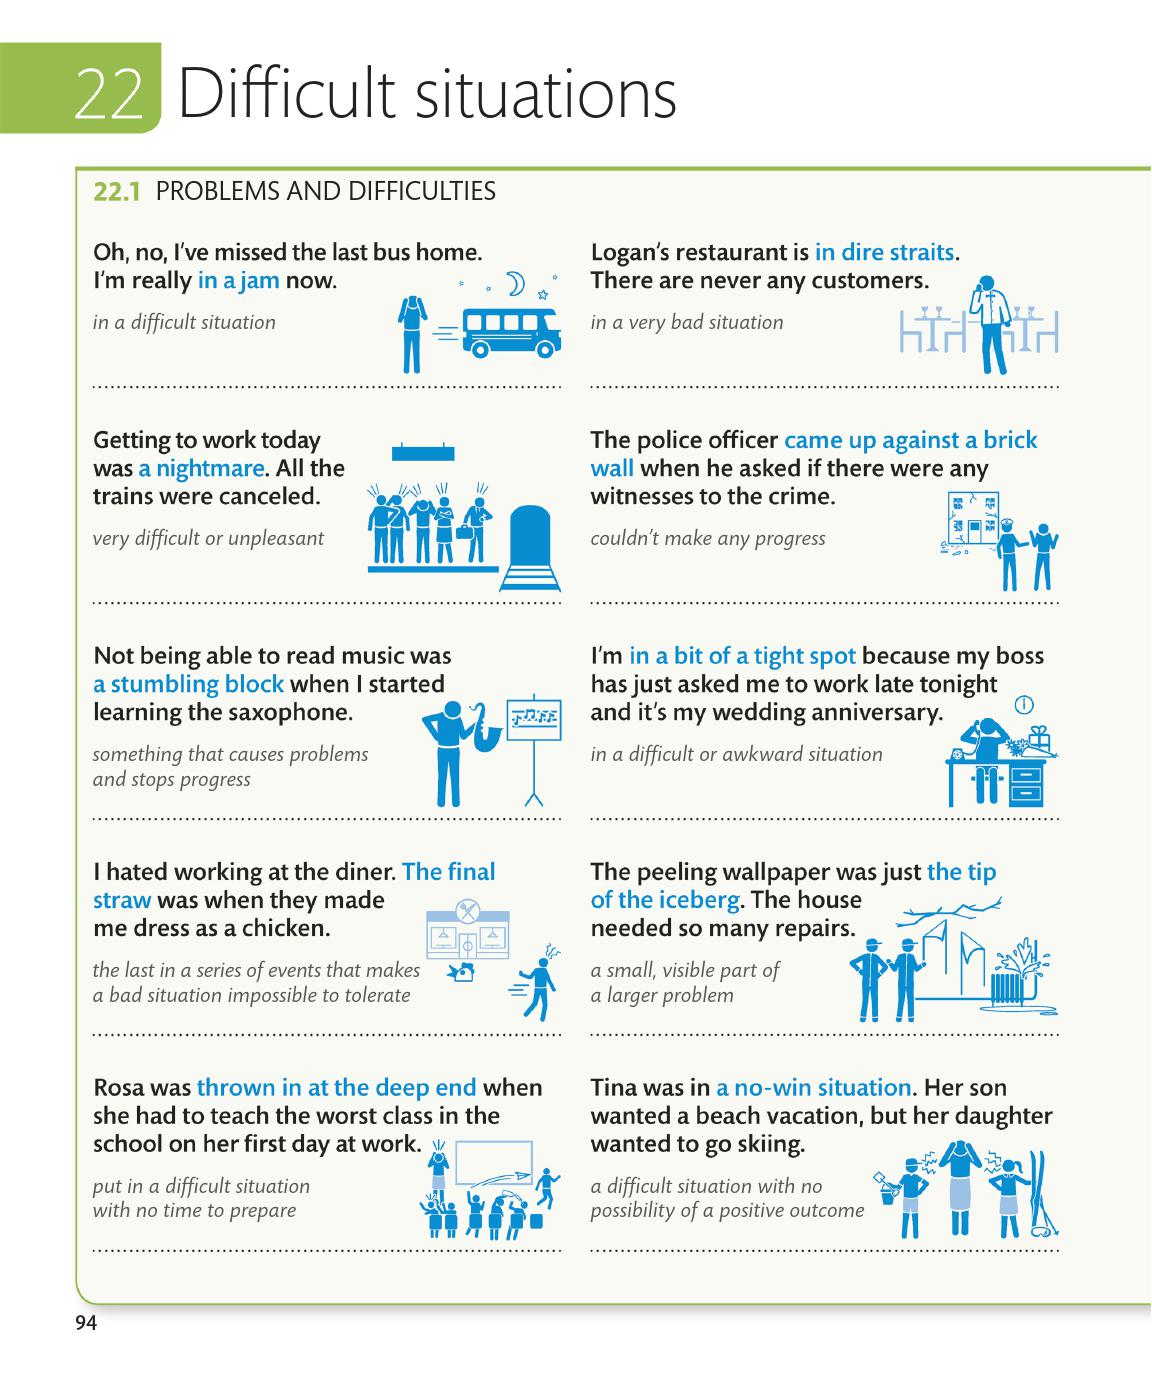 22 Difficult situations
22.1 PROBLEMS AND DIFFICULTIES
Oh, no, I've missed the last bus home.
I'm really in a jam now.
in a difficult situation
Logan's restaurant is in dire straits.
There are never any customers.
in a very bad situation
Getting to work today
was a nightmare. All the
trains were canceled.
very difficult or unpleasant
The police officer came up against a brick
wall when he asked if there were any
witnesses to the crime.
couldn't make any progress
Not being able to read music was
a stumbling block when I started
learning the saxophone.
something that causes problems
and stops progress
I'm in a bit of a tight spot because my boss
has just asked me to work late tonight
and it's my wedding anniversary.
in a difficult or awkward situation
I hated working at the diner. The final
straw was when they made
me dress as a chicken.
the last in a series of events that makes
a bad situation impossible to tolerate
The peeling wallpaper was just the tip
of the iceberg. The house
needed so many repairs.
a small, visible part of
a larger problem
Rosa was thrown in at the deep end when
she had to teach the worst class in the
school on her first day at work.
put in a difficult situation
with no time to prepare
Tina was in a no-win situation. Her son
wanted a beach vacation, but her daughter
wanted to go skiing.
a difficult situation with no
possibility of a positive outcome
94